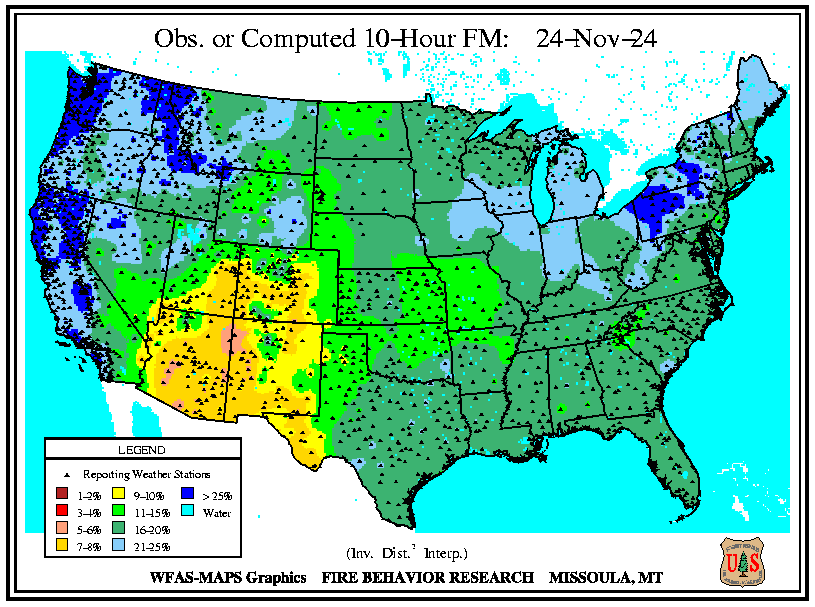 Obs. or Computed 10-Hour FM: 24-Nov-24
LEGEND
Reporting Weather Stations
1-2%
3-4%
5-6%
7-8%
9-10%
11-15%
16-20%
21-25%
> 25%
Water
(Inv. Dist.² Interp.)
WFAS-MAPS Graphics FIRE BEHAVIOR RESEARCH MISSOULA, MT
U S